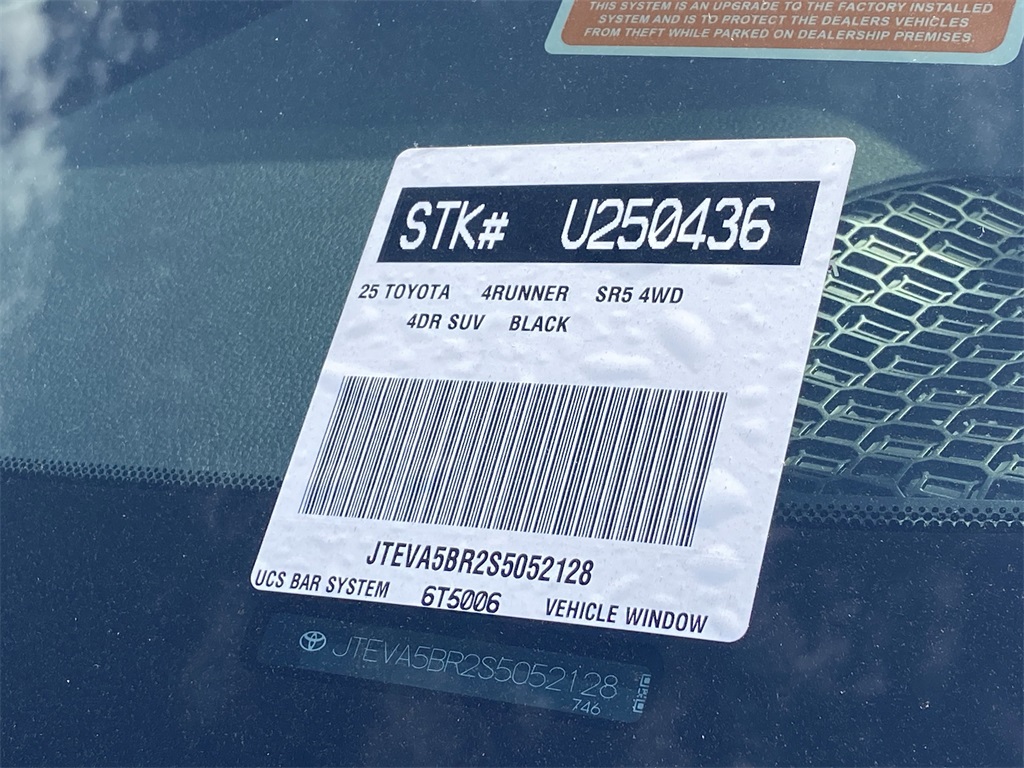 THIS SYSTEM IS AN UPGRADE TO THE FACTORY INSTALLED
SYSTEM AND IS TO PROTECT THE DEALERS VEHICLES
FROM THEFT WHILE PARKED ON DEALERSHIP PREMISES.
STK# U250436
25 TOYOTA 4RUNNER SR5 4WD
4DR SUV BLACK
JTEVA5BR2S5052128
UCS BAR SYSTEM 6T5006 VEHICLE WINDOW
JTEVA5BR2S5052128
746